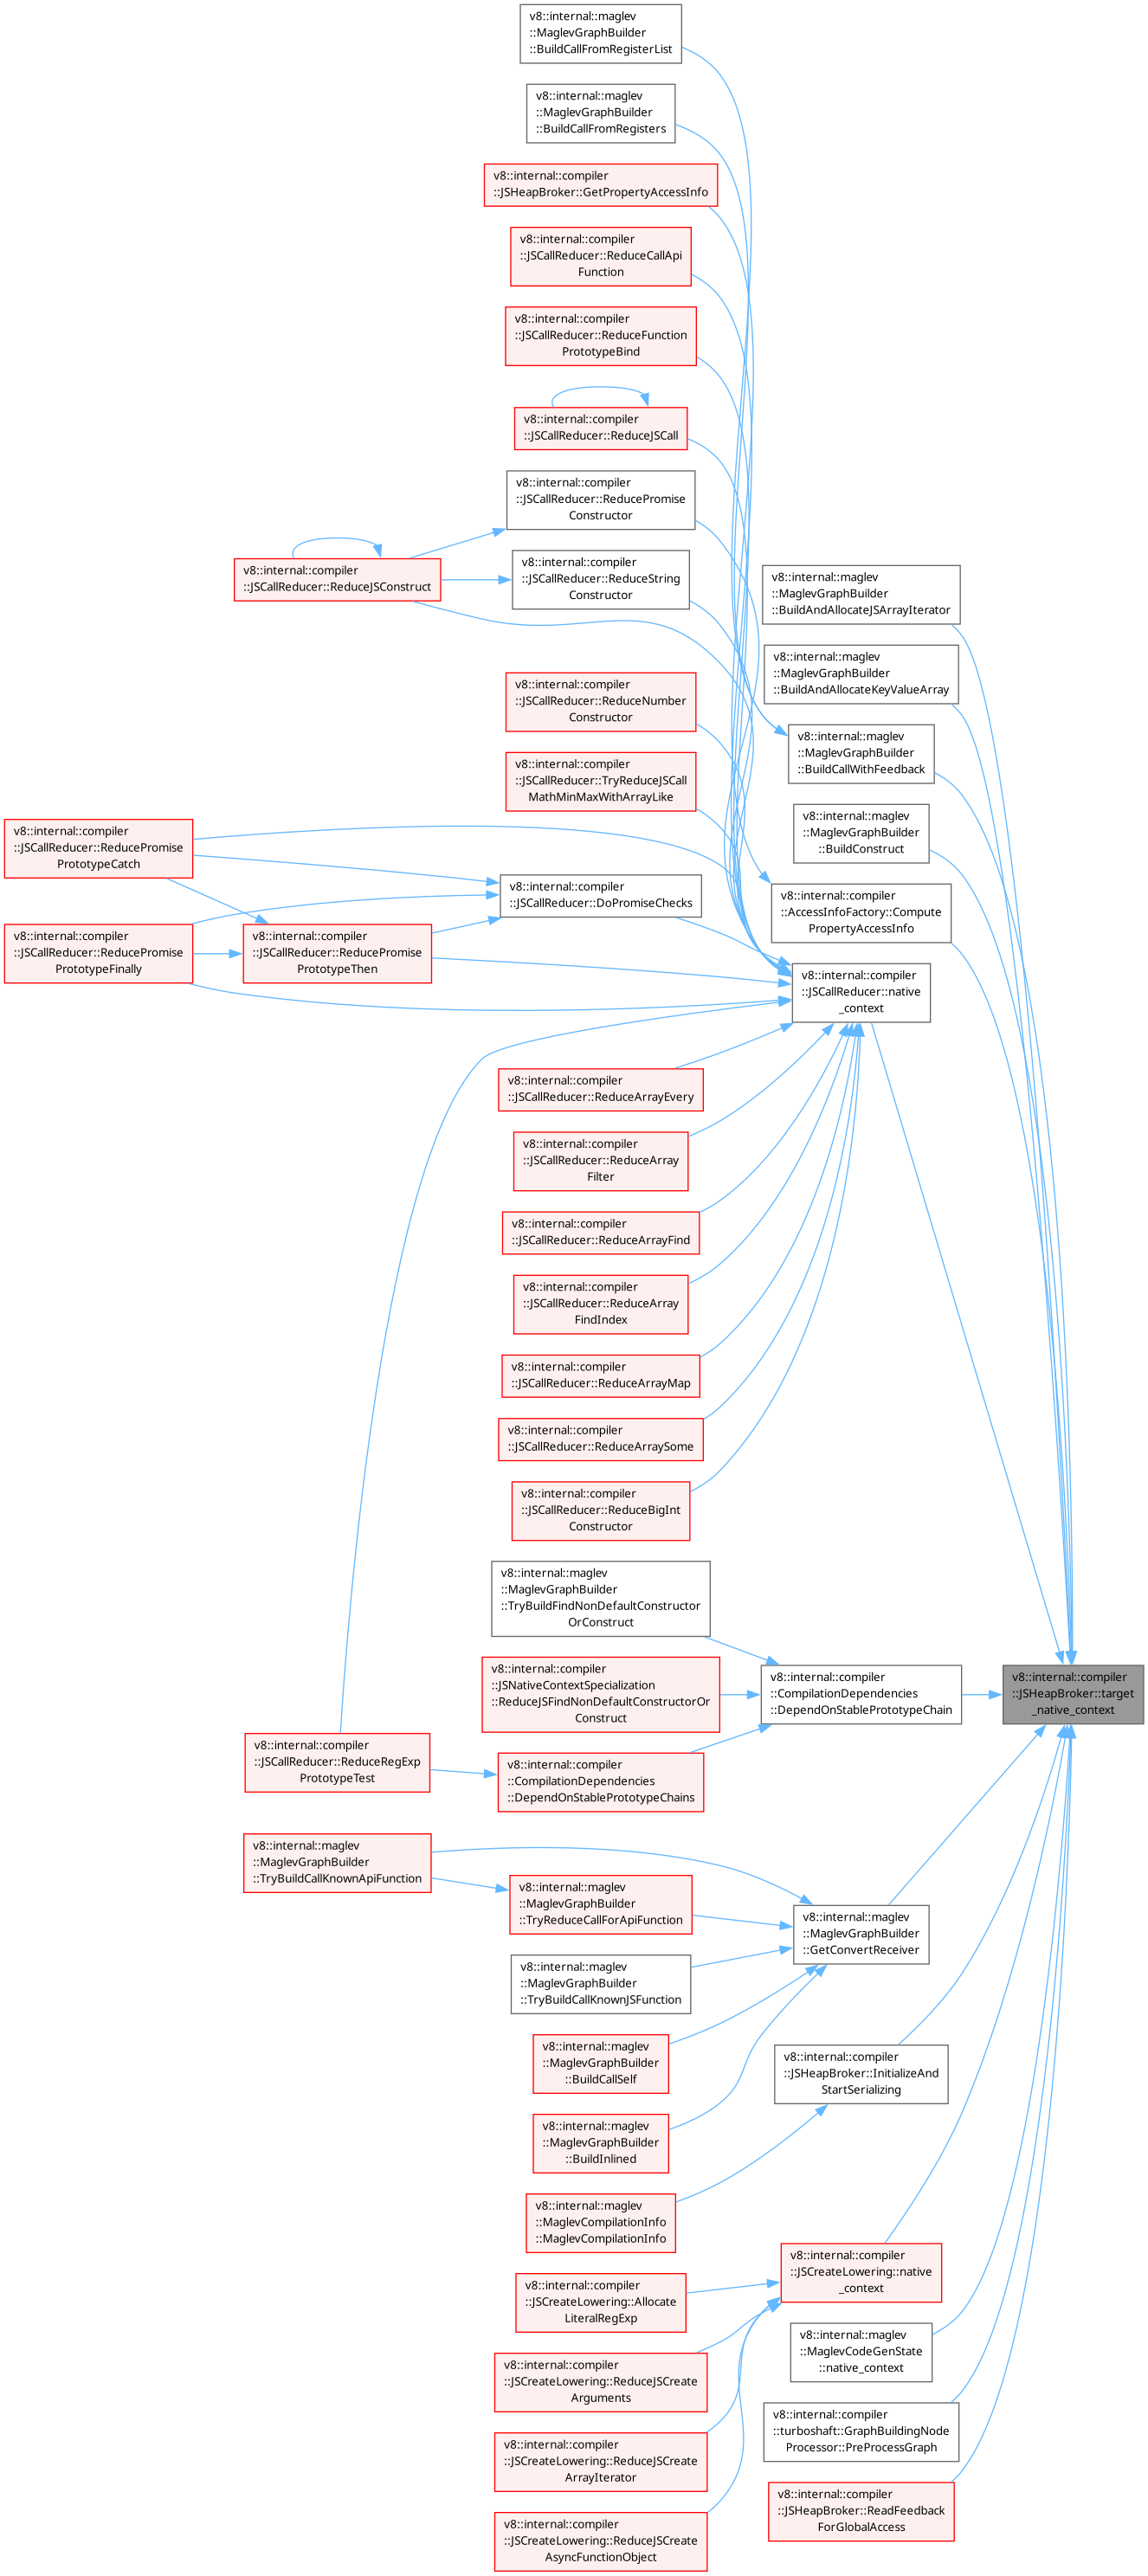 v8::internal::maglev
::MaglevGraphBuilder
::BuildCallFromRegisterList
v8::internal::maglev
::MaglevGraphBuilder
::BuildCallFromRegisters
v8::internal::compiler
::JSHeapBroker::GetPropertyAccessInfo
v8::internal::compiler
::JSCallReducer::ReduceCallApi
Function
v8::internal::compiler
::JSCallReducer::ReduceFunction
PrototypeBind
v8::internal::compiler
::JSCallReducer::ReduceJSCall
v8::internal::compiler
::JSCallReducer::ReducePromise
Constructor
v8::internal::compiler
::JSCallReducer::ReduceJSConstruct
v8::internal::compiler
::JSCallReducer::ReduceString
Constructor
v8::internal::maglev
::MaglevGraphBuilder
::BuildAndAllocateJSArrayIterator
v8::internal::maglev
::MaglevGraphBuilder
::BuildAndAllocateKeyValueArray
v8::internal::compiler
::JSCallReducer::ReduceNumber
Constructor
v8::internal::maglev
::MaglevGraphBuilder
::BuildCallWithFeedback
v8::internal::compiler
::JSCallReducer::TryReduceJSCall
MathMinMaxWithArrayLike
v8::internal::maglev
::MaglevGraphBuilder
::BuildConstruct
v8::internal::compiler
::JSCallReducer::ReducePromise
PrototypeCatch
v8::internal::compiler
::JSCallReducer::DoPromiseChecks
v8::internal::compiler
::AccessInfoFactory::Compute
PropertyAccessInfo
v8::internal::compiler
::JSCallReducer::ReducePromise
PrototypeFinally
v8::internal::compiler
::JSCallReducer::ReducePromise
PrototypeThen
v8::internal::compiler
::JSCallReducer::native
_context
v8::internal::compiler
::JSCallReducer::ReduceArrayEvery
v8::internal::compiler
::JSCallReducer::ReduceArray
Filter
v8::internal::compiler
::JSCallReducer::ReduceArrayFind
v8::internal::compiler
::JSCallReducer::ReduceArray
FindIndex
v8::internal::compiler
::JSCallReducer::ReduceArrayMap
v8::internal::compiler
::JSCallReducer::ReduceArraySome
v8::internal::compiler
::JSCallReducer::ReduceBigInt
Constructor
v8::internal::maglev
::MaglevGraphBuilder
::TryBuildFindNonDefaultConstructor
OrConstruct
v8::internal::compiler
::JSNativeContextSpecialization
::ReduceJSFindNonDefaultConstructorOr
Construct
v8::internal::compiler
::CompilationDependencies
::DependOnStablePrototypeChain
v8::internal::compiler
::JSHeapBroker::target
_native_context
v8::internal::compiler
::JSCallReducer::ReduceRegExp
PrototypeTest
v8::internal::compiler
::CompilationDependencies
::DependOnStablePrototypeChains
v8::internal::maglev
::MaglevGraphBuilder
::TryBuildCallKnownApiFunction
v8::internal::maglev
::MaglevGraphBuilder
::TryReduceCallForApiFunction
v8::internal::maglev
::MaglevGraphBuilder
::GetConvertReceiver
v8::internal::maglev
::MaglevGraphBuilder
::TryBuildCallKnownJSFunction
v8::internal::maglev
::MaglevGraphBuilder
::BuildCallSelf
v8::internal::compiler
::JSHeapBroker::InitializeAnd
StartSerializing
v8::internal::maglev
::MaglevGraphBuilder
::BuildInlined
v8::internal::maglev
::MaglevCompilationInfo
::MaglevCompilationInfo
v8::internal::compiler
::JSCreateLowering::native
_context
v8::internal::compiler
::JSCreateLowering::Allocate
LiteralRegExp
v8::internal::maglev
::MaglevCodeGenState
::native_context
v8::internal::compiler
::JSCreateLowering::ReduceJSCreate
Arguments
v8::internal::compiler
::turboshaft::GraphBuildingNode
Processor::PreProcessGraph
v8::internal::compiler
::JSCreateLowering::ReduceJSCreate
ArrayIterator
v8::internal::compiler
::JSHeapBroker::ReadFeedback
ForGlobalAccess
v8::internal::compiler
::JSCreateLowering::ReduceJSCreate
AsyncFunctionObject